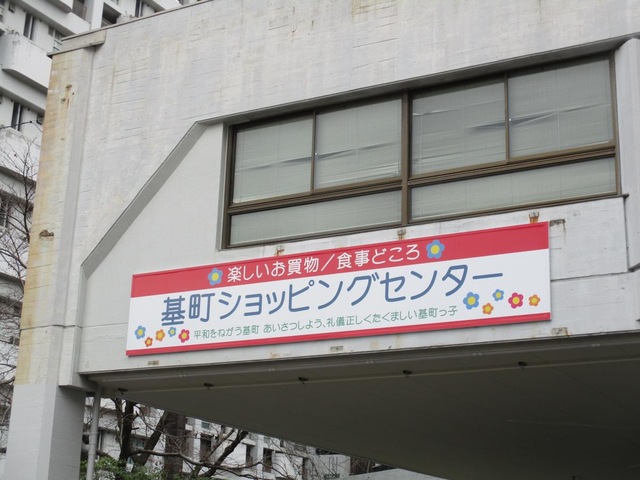 楽しいお買物/食事どころ
基町ショッピングセンター
平和をねがう基町 あいさつしよう、礼儀正しくたくましい基町っ子